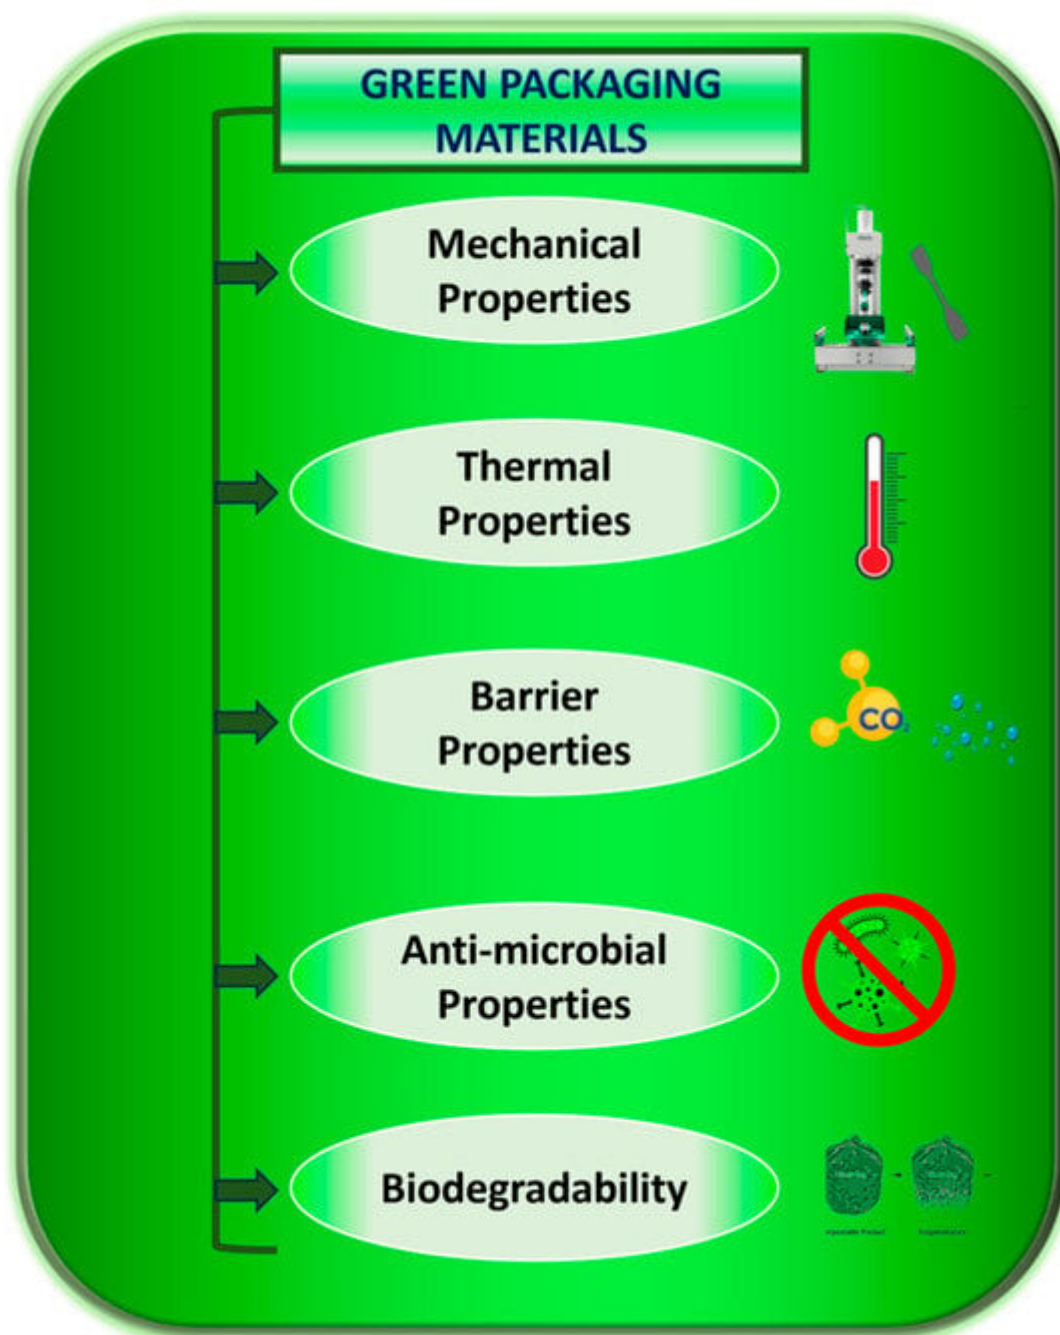 GREEN PACKAGING
MATERIALS
Mechanical
Properties
Thermal
Properties
Barrier
Properties
CO
Anti-microbial
Properties
Biodegradability